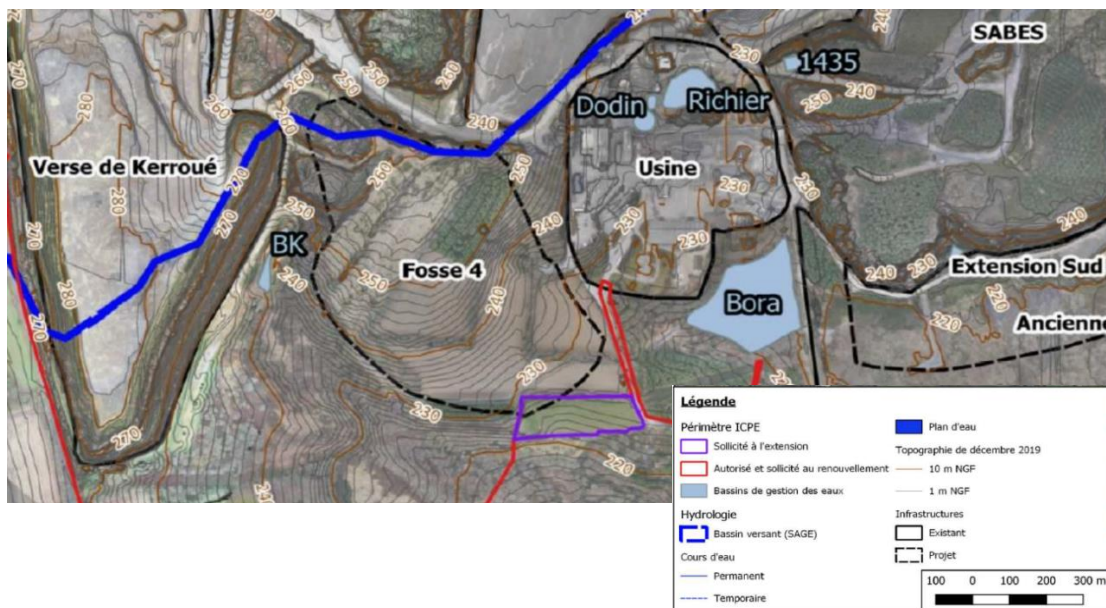 SABES
1435
Dodin
Richier
Verse de Kerroué
Usine
BK
Fosse 4
Extension Sud
Bora
Ancienne
270
280
260
250
240
230
220
Légende
Périmètre ICPE
Sollicité à l'extension
Autorisé et sollicité au renouvellement
Bassins de gestion des eaux
Hydrologie
Bassin versant (SAGE)
Cours d'eau
Permanent
Temporaire
Plan d'eau
Topographie de décembre 2019
10 m NGF
1 m NGF
Infrastructures
Existant
Projet
100 0 100 200 300 m